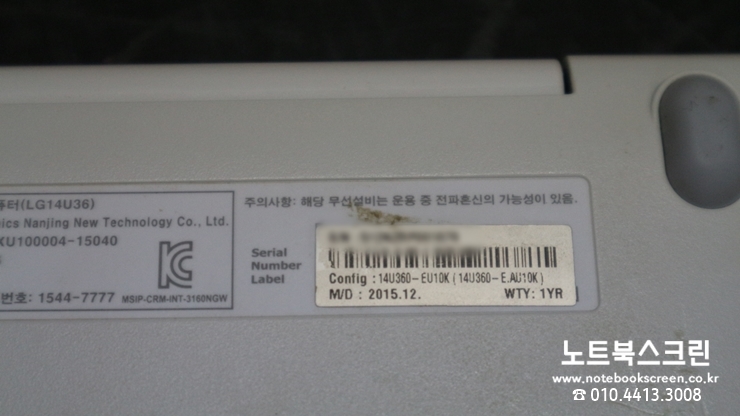 퓨터(LG14U36)
nics Nanjing New Technology Co., Ltd.
XU100004-15040
번호: 1544-7777
MSIP-CRM-INT-3160NGW
주의사항: 해당 무선설비는 운용 중 전파혼신의 가능성이 있음.
Serial
Number
Label
Config : 14U360-EU10K ( 14U360-E.AU10K )
M/D : 2015.12. WTY: 1YR
노트북스크린
www.notebookscreen.co.kr
☎ 010.4413.3008